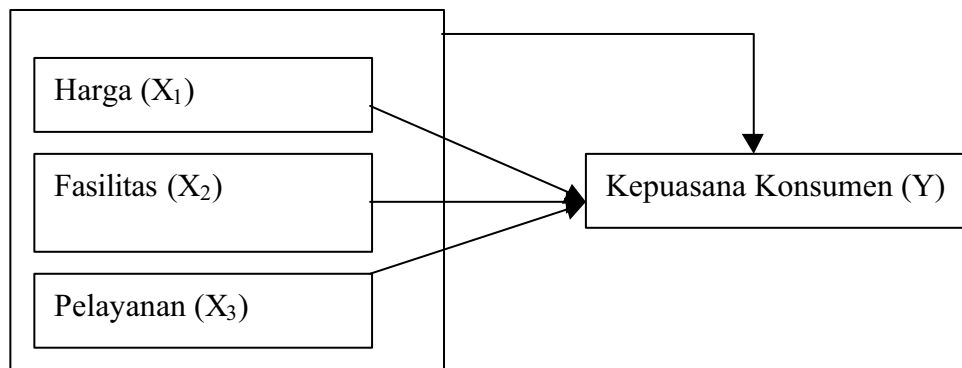 Harga (X₁)
Fasilitas (X₂)
Kepuasana Konsumen (Y)
Pelayanan (X₃)